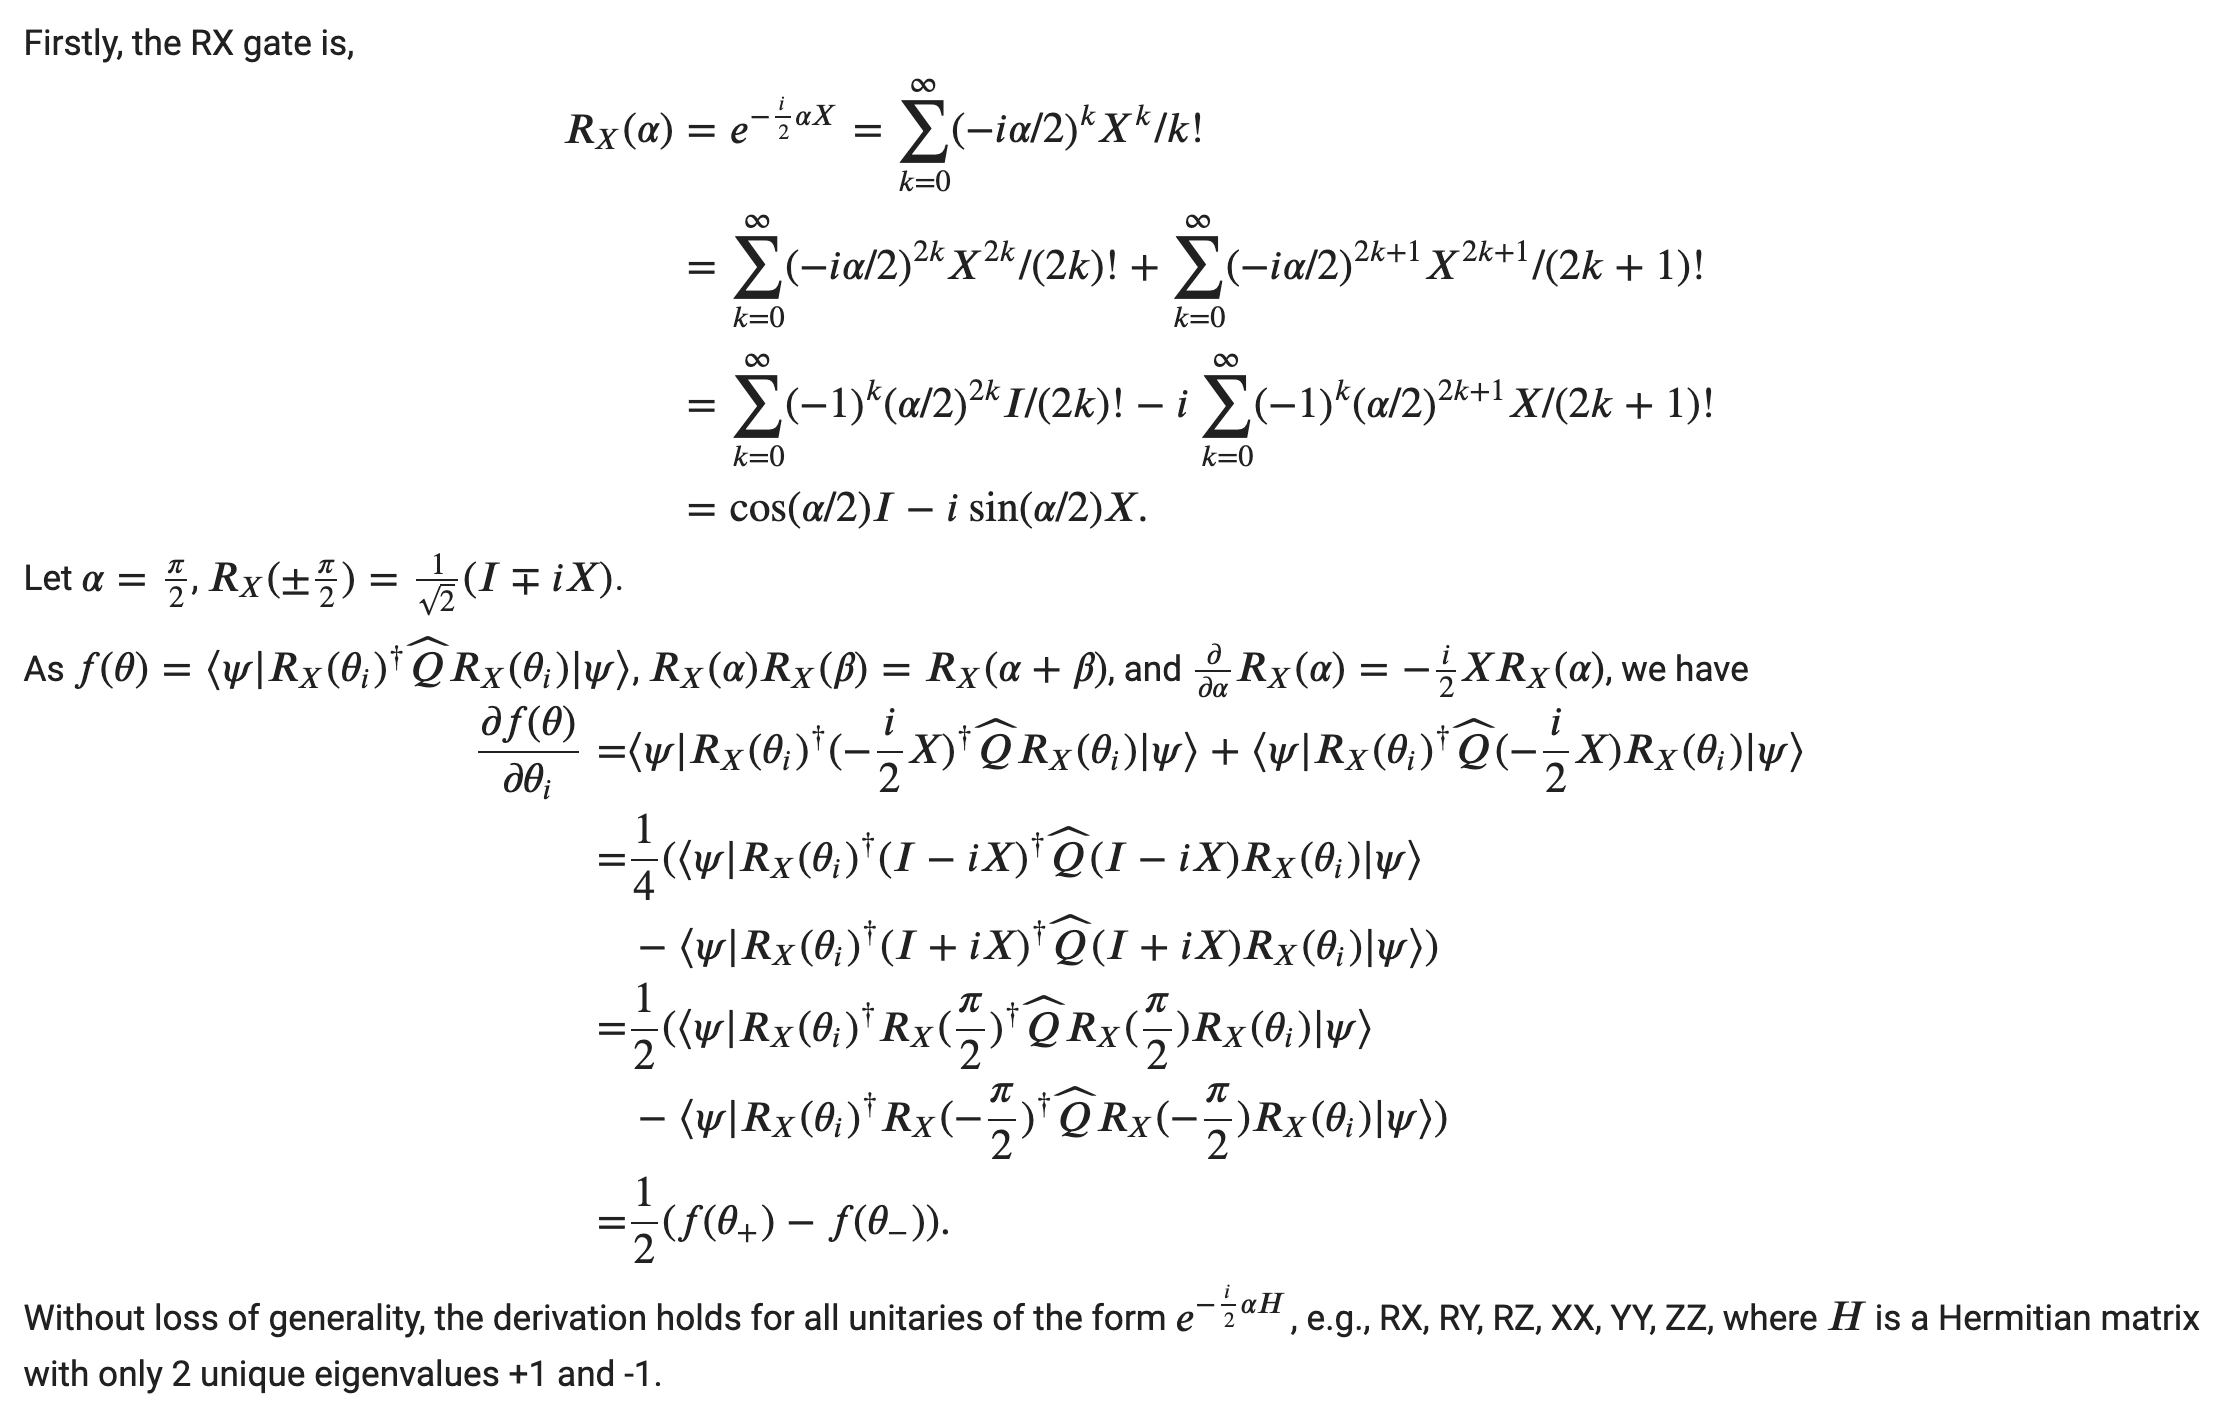 Firstly, the RX gate is,
$R_X(\alpha) = e^{-\frac{i}{2}\alpha X} = \sum_{k=0}^{\infty}(-i\alpha/2)^k X^k/k!$
$= \sum_{k=0}^{\infty}(-i\alpha/2)^{2k} X^{2k}/(2k)! + \sum_{k=0}^{\infty}(-i\alpha/2)^{2k+1} X^{2k+1}/(2k+1)!$
$= \sum_{k=0}^{\infty}(-1)^k(\alpha/2)^{2k} I/(2k)! - i \sum_{k=0}^{\infty}(-1)^k(\alpha/2)^{2k+1} X/(2k+1)!$
$= \cos(\alpha/2)I - i \sin(\alpha/2)X.$
Let $\alpha = \frac{\pi}{2}$, $R_X(\pm\frac{\pi}{2}) = \frac{1}{\sqrt{2}}(I \mp iX)$.
As $f(\theta) = \langle\psi|R_X(\theta_i)^\dagger \widehat{Q} R_X(\theta_i)|\psi\rangle$, $R_X(\alpha)R_X(\beta) = R_X(\alpha + \beta)$, and $\frac{\partial}{\partial\alpha}R_X(\alpha) = -\frac{i}{2}XR_X(\alpha)$, we have
$\frac{\partial f(\theta)}{\partial\theta_i} = \langle\psi|R_X(\theta_i)^\dagger(-\frac{i}{2}X)^\dagger \widehat{Q} R_X(\theta_i)|\psi\rangle + \langle\psi|R_X(\theta_i)^\dagger \widehat{Q}(-\frac{i}{2}X)R_X(\theta_i)|\psi\rangle$
$= \frac{1}{4}(\langle\psi|R_X(\theta_i)^\dagger(I - iX)^\dagger \widehat{Q}(I - iX)R_X(\theta_i)|\psi\rangle$
$- \langle\psi|R_X(\theta_i)^\dagger(I + iX)^\dagger \widehat{Q}(I + iX)R_X(\theta_i)|\psi\rangle)$
$= \frac{1}{2}(\langle\psi|R_X(\theta_i)^\dagger R_X(\frac{\pi}{2})^\dagger \widehat{Q} R_X(\frac{\pi}{2})R_X(\theta_i)|\psi\rangle$
$- \langle\psi|R_X(\theta_i)^\dagger R_X(-\frac{\pi}{2})^\dagger \widehat{Q} R_X(-\frac{\pi}{2})R_X(\theta_i)|\psi\rangle)$
$= \frac{1}{2}(f(\theta_+) - f(\theta_-)).$
Without loss of generality, the derivation holds for all unitaries of the form $e^{-\frac{i}{2}\alpha H}$, e.g., RX, RY, RZ, XX, YY, ZZ, where $H$ is a Hermitian matrix
with only 2 unique eigenvalues +1 and -1.